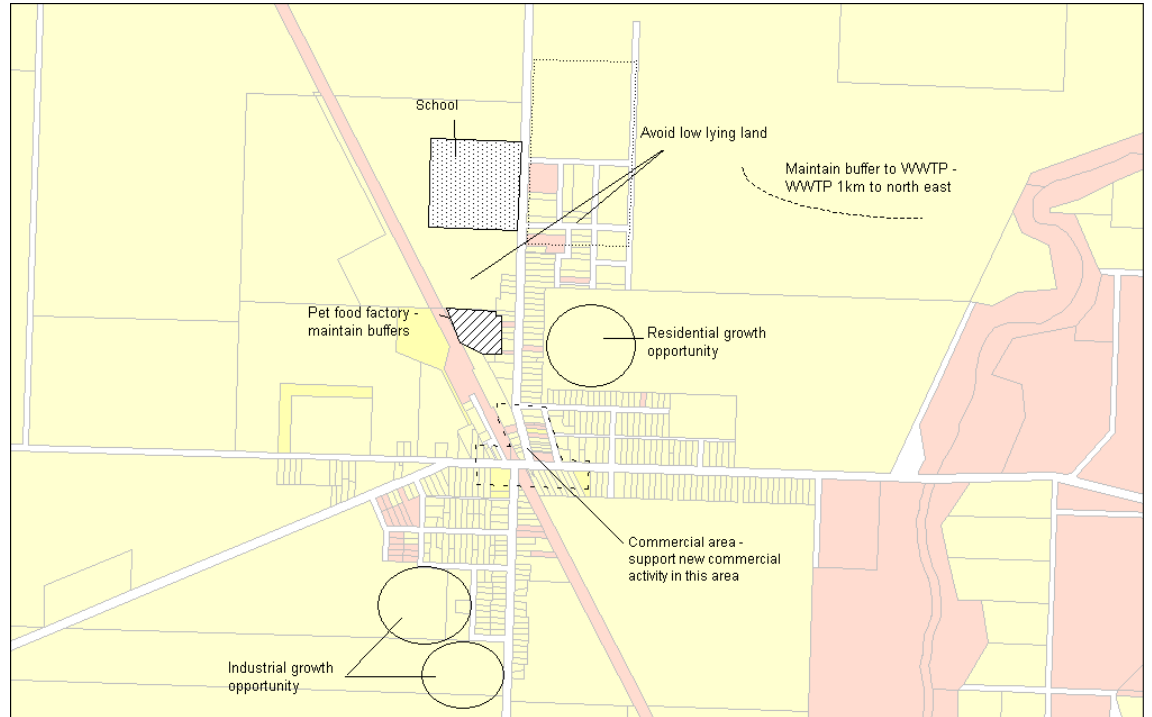 School
Avoid low lying land
Maintain buffer to WWTP -
WWTP 1km to north east
Pet food factory -
maintain buffers
Residential growth
opportunity
Commercial area -
support new commercial
activity in this area
Industrial growth
opportunity